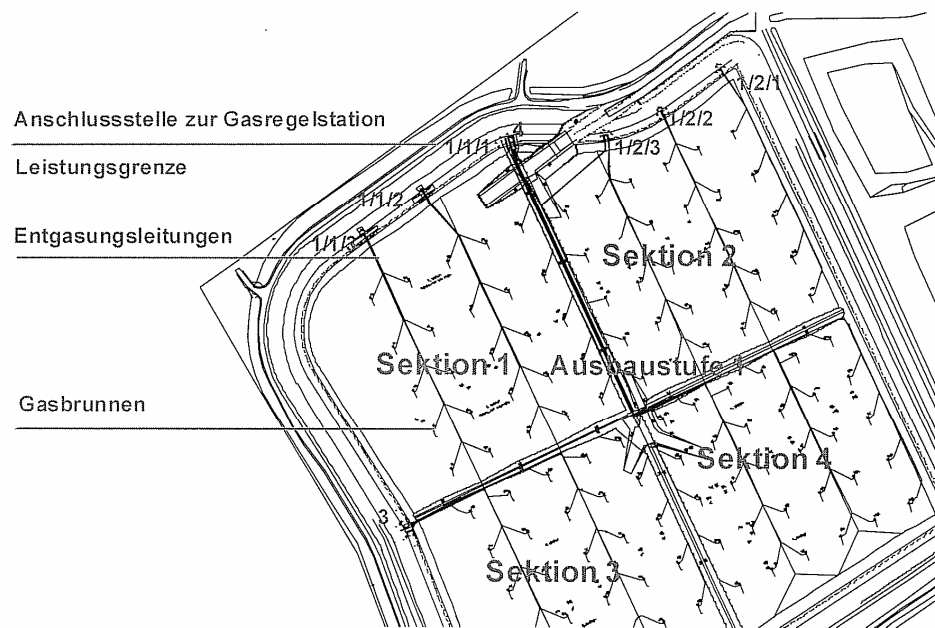 Anschlussstelle zur Gasregelstation
Leistungsgrenze
Entgasungsleitungen
Gasbrunnen
1/1/1
4
1/1/2
1/1/3
1/2/1
1/2/2
1/2/3
Sektion 2
Sektion 1
Ausbaustufe 1
Sektion 4
3
Sektion 3